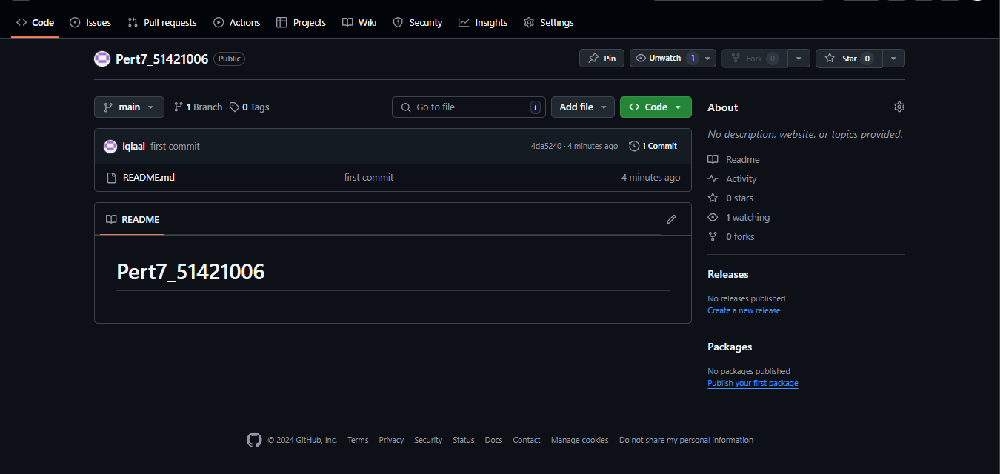 Code Issues Pull requests Actions Projects Wiki Security Insights Settings
Pert7_51421006 Public Pin Unwatch 1 Fork 0 Star 0
main 1 Branch 0 Tags Go to file t Add file Code
iqlaal first commit 4da5240 · 4 minutes ago 1 Commit
README.md first commit 4 minutes ago
README
Pert7_51421006
About
No description, website, or topics provided.
Readme
Activity
0 stars
1 watching
0 forks
Releases
No releases published
Create a new release
Packages
No packages published
Publish your first package
© 2024 GitHub, Inc. Terms Privacy Security Status Docs Contact Manage cookies Do not share my personal information